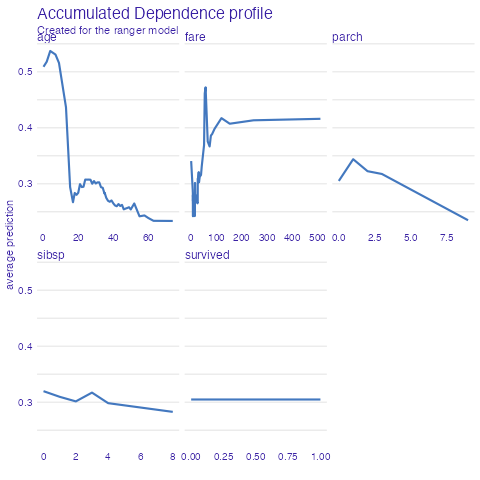 Accumulated Dependence profile
Created for the ranger model
age
fare
parch
0.5
0.4
0.3
0 20 40 60
0 100 200 300 400 500
0.0 2.5 5.0 7.5
average prediction
sibsp
survived
0.5
0.4
0.3
0 2 4 6 8
0.00 0.25 0.50 0.75 1.00